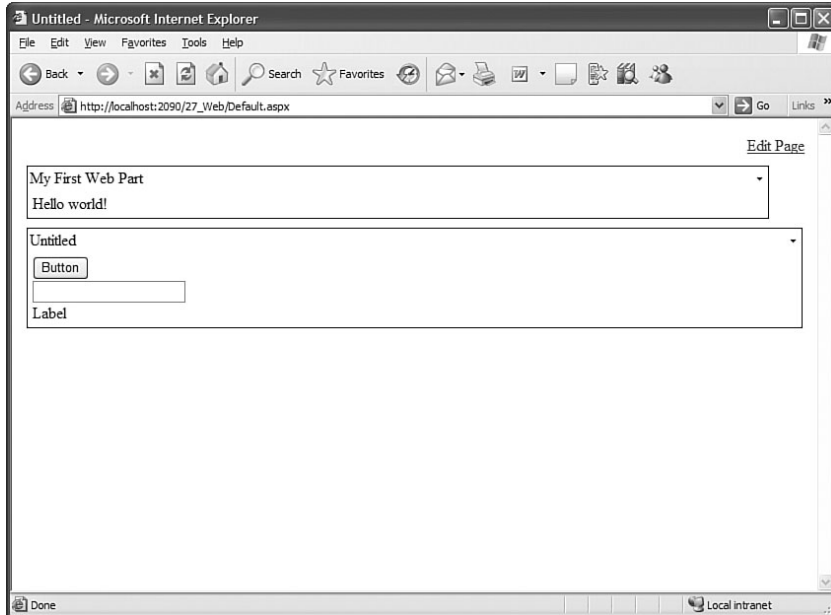 Untitled - Microsoft Internet Explorer
File Edit View Favorites Tools Help
Back Search Favorites
Address http://localhost:2090/27_Web/Default.aspx Go Links »
Edit Page
My First Web Part
Hello world!
Untitled
Button
Label
Done Local intranet